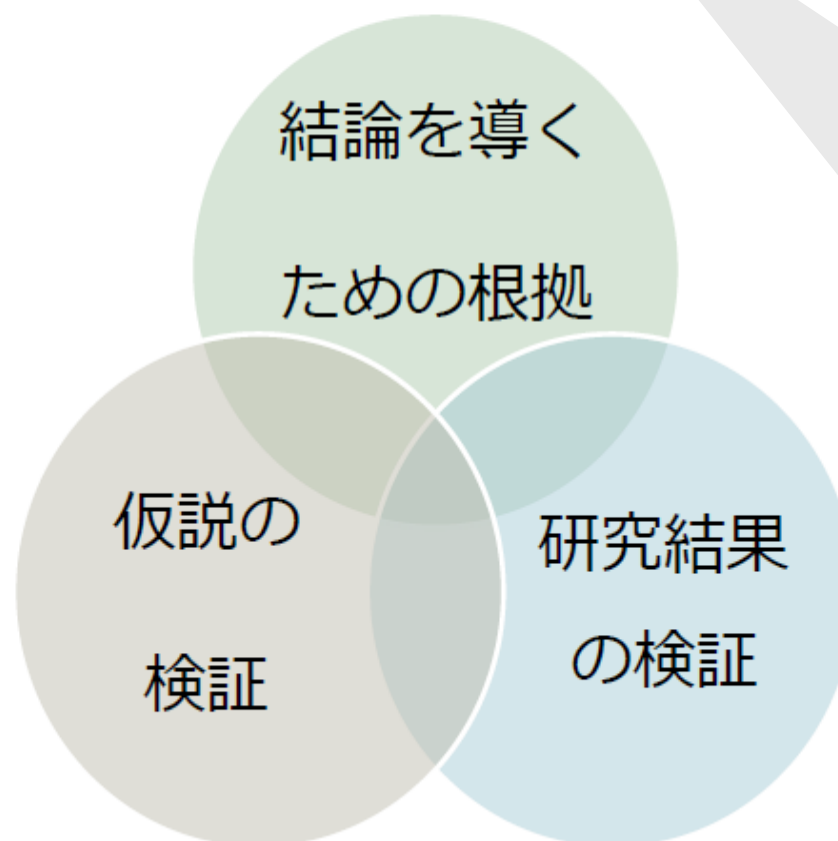 結論を導く
ための根拠
仮説の
検証
研究結果
の検証